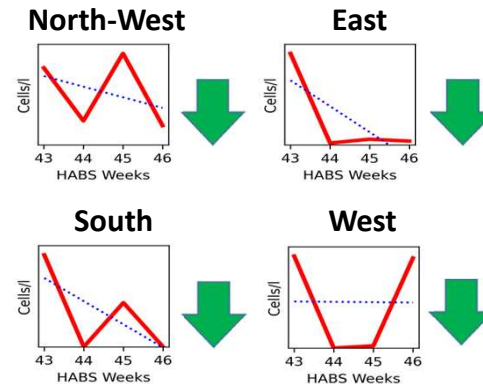 North-West
Cells/l
43 44 45 46
HABS Weeks
East
Cells/l
43 44 45 46
HABS Weeks
South
Cells/l
43 44 45 46
HABS Weeks
West
Cells/l
43 44 45 46
HABS Weeks